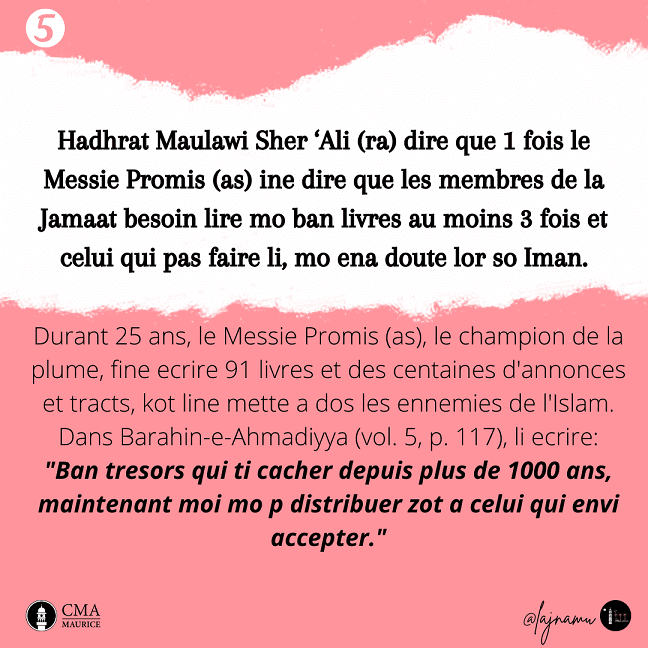 5
Hadhrat Maulawi Sher ‘Ali (ra) dire que 1 fois le
Messie Promis (as) ine dire que les membres de la
Jamaat besoin lire mo ban livres au moins 3 fois et
celui qui pas faire li, mo ena doute lor so Iman.
Durant 25 ans, le Messie Promis (as), le champion de la
plume, fine ecrire 91 livres et des centaines d'annonces
et tracts, kot line mette a dos les ennemies de l'Islam.
Dans Barahin-e-Ahmadiyya (vol. 5, p. 117), li ecrire:
"Ban tresors qui ti cacher depuis plus de 1000 ans,
maintenant moi mo p distribuer zot a celui qui envi
accepter."
CMA
MAURICE
@lajnamu